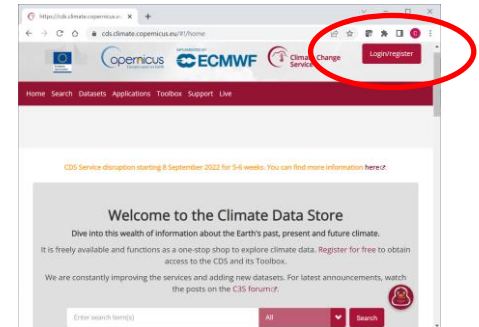 https://cds.climate.copernicus.eu
cds.climate.copernicus.eu/#!/home
opernicus
IMPLEMENTED BY
ECMWF
Climate Change
Service
Login/register
Home Search Datasets Applications Toolbox Support Live
CDS Service disruption starting 8 September 2022 for 5-6 weeks. You can find more information here.
Welcome to the Climate Data Store
Dive into this wealth of information about the Earth's past, present and future climate.
It is freely available and functions as a one-stop shop to explore climate data. Register for free to obtain
access to the CDS and its Toolbox.
We are constantly improving the services and adding new datasets. For latest announcements, watch
the posts on the C3S forum.
Enter search term(s)
All
Search